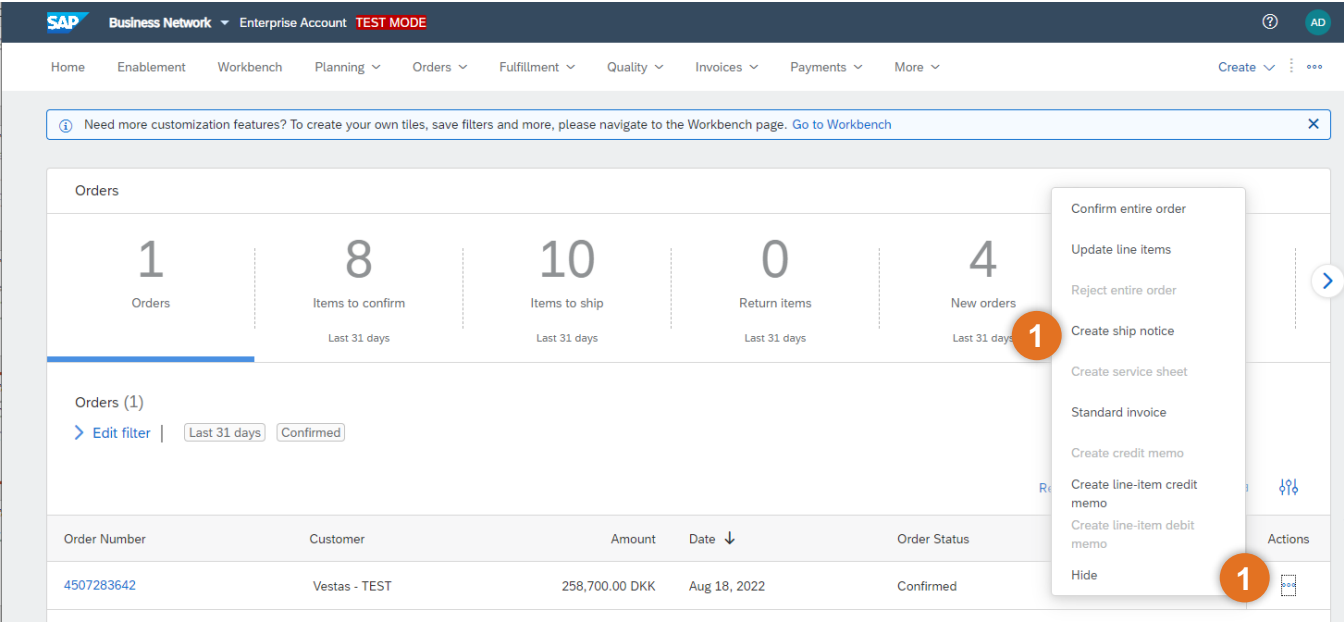 SAP Business Network Enterprise Account TEST MODE AD
Home Enablement Workbench Planning Orders Fulfillment Quality Invoices Payments More Create
Need more customization features? To create your own tiles, save filters and more, please navigate to the Workbench page. Go to Workbench
Orders
1 8 10 0 4
Orders Items to confirm Items to ship Return items New orders
Last 31 days Last 31 days Last 31 days Last 31 days
Confirm entire order
Update line items
Reject entire order
1 Create ship notice
Create service sheet
Standard invoice
Create credit memo
Create line-item credit
memo
Create line-item debit
memo
Hide 1
Orders (1)
Edit filter Last 31 days Confirmed
Order Number Customer Amount Date Order Status Actions
4507283642 Vestas - TEST 258,700.00 DKK Aug 18, 2022 Confirmed